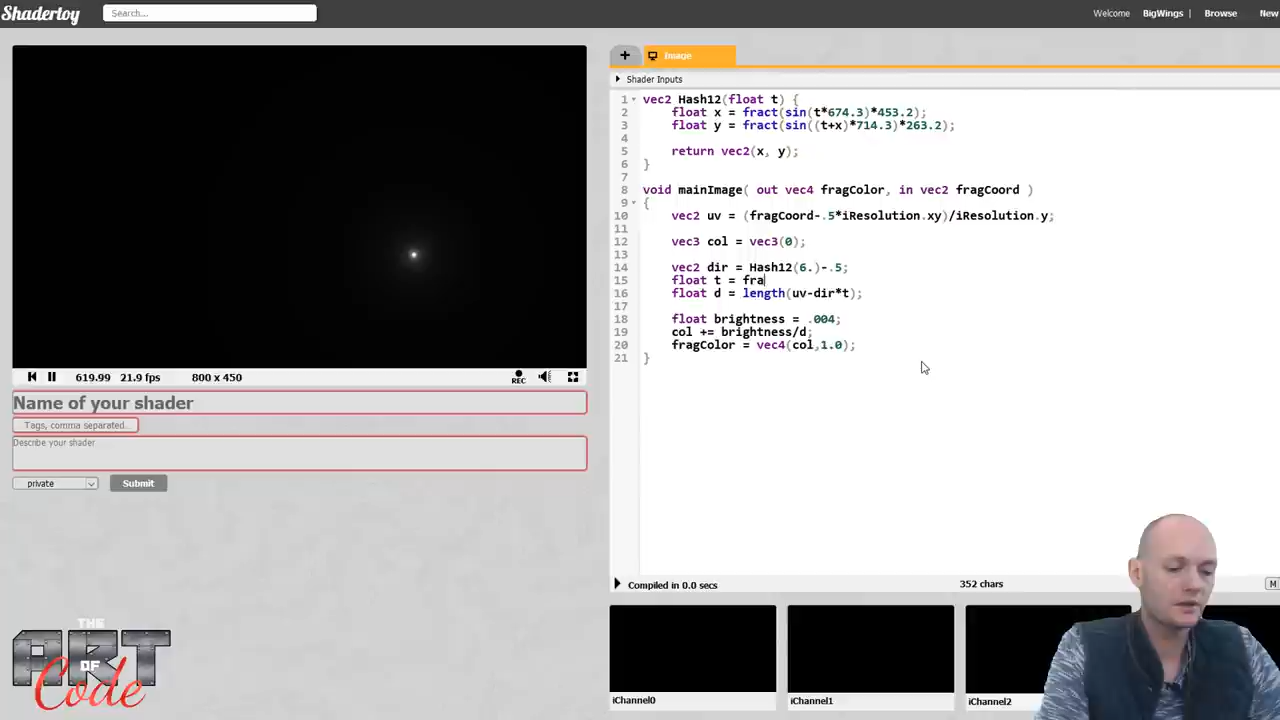 Shadertoy
Search...
Welcome BigWings | Browse New
+ Image
Shader Inputs
1 vec2 Hash12(float t) {
2 float x = fract(sin(t*674.3)*453.2);
3 float y = fract(sin((t+x)*714.3)*263.2);
4
5 return vec2(x, y);
6 }
7
8 void mainImage( out vec4 fragColor, in vec2 fragCoord )
9 {
10 vec2 uv = (fragCoord-.5*iResolution.xy)/iResolution.y;
11
12 vec3 col = vec3(0);
13
14 vec2 dir = Hash12(6.)-.5;
15 float t = fra
16 float d = length(uv-dir*t);
17
18 float brightness = .004;
19 col += brightness/d;
20 fragColor = vec4(col,1.0);
21 }
619.99 21.9 fps 800 x 450 REC
Name of your shader
Tags, comma separated...
Describe your shader
private Submit
Compiled in 0.0 secs 352 chars M
iChannel0 iChannel1 iChannel2
THE
ART
OF
Code